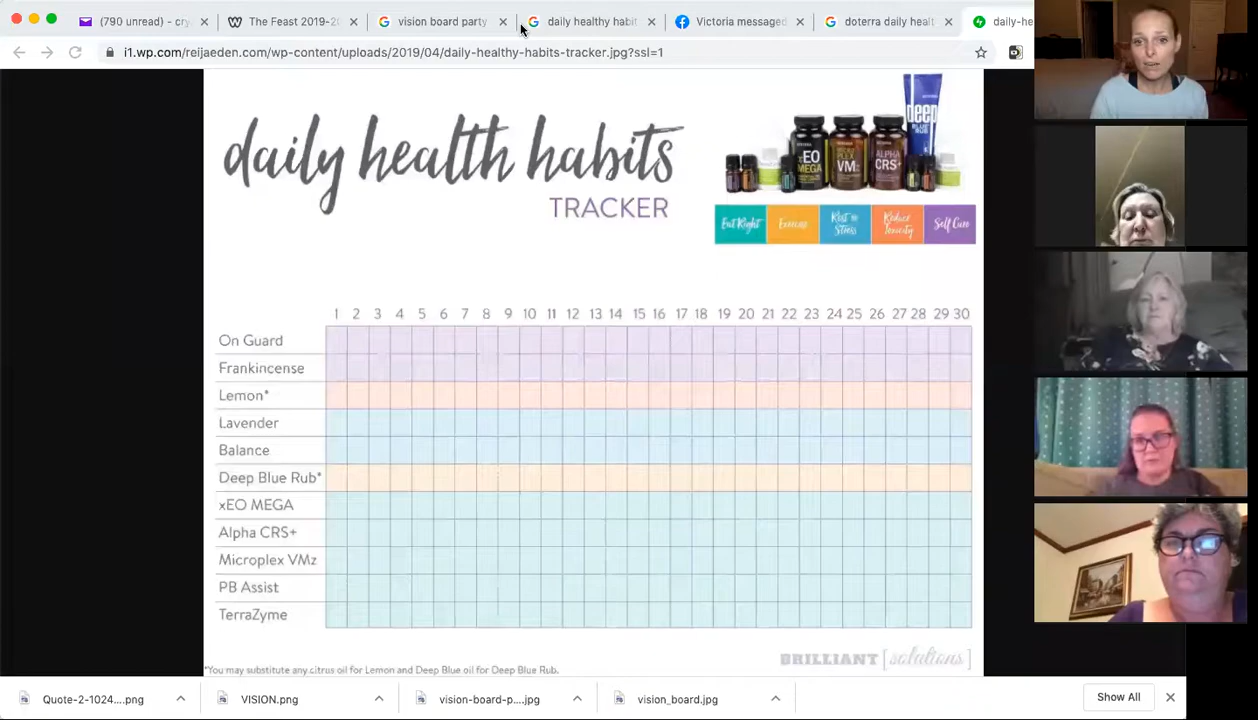 (790 unread) - cry
The Feast 2019-2
vision board party
daily healthy habit
Victoria messaged
doterra daily healt
daily-he
i1.wp.com/reijaeden.com/wp-content/uploads/2019/04/daily-healthy-habits-tracker.jpg?ssl=1
daily health habits
TRACKER
xEO MEGA
VMz
ALPHA CRS+
deep BLUE RUB
Eat Right
Exercise
Rest & Stress
Reduce Toxicity
Self Care
1 2 3 4 5 6 7 8 9 10 11 12 13 14 15 16 17 18 19 20 21 22 23 24 25 26 27 28 29 30
On Guard
Frankincense
Lemon*
Lavender
Balance
Deep Blue Rub*
xEO MEGA
Alpha CRS+
Microplex VMz
PB Assist
TerraZyme
*You may substitute any citrus oil for Lemon and Deep Blue oil for Deep Blue Rub.
BRILLIANT [solutions]
Quote-2-1024....png
VISION.png
vision-board-p....jpg
vision_board.jpg
Show All